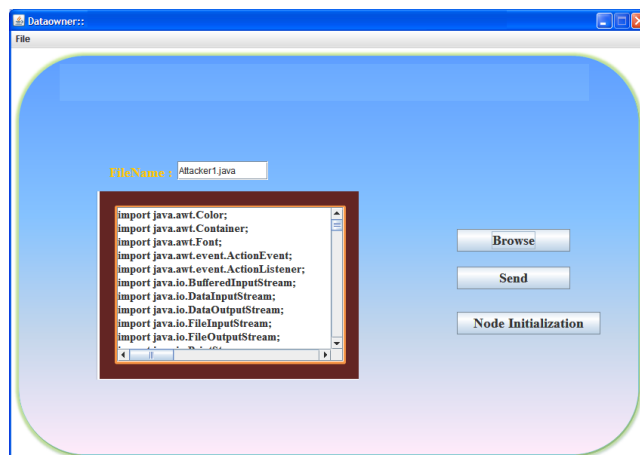 Dataowner::
File
FileName :
Attacker1.java
import java.awt.Color;
import java.awt.Container;
import java.awt.Font;
import java.awt.event.ActionEvent;
import java.awt.event.ActionListener;
import java.io.BufferedInputStream;
import java.io.DataInputStream;
import java.io.DataOutputStream;
import java.io.FileInputStream;
import java.io.FileOutputStream;
Browse
Send
Node Initialization